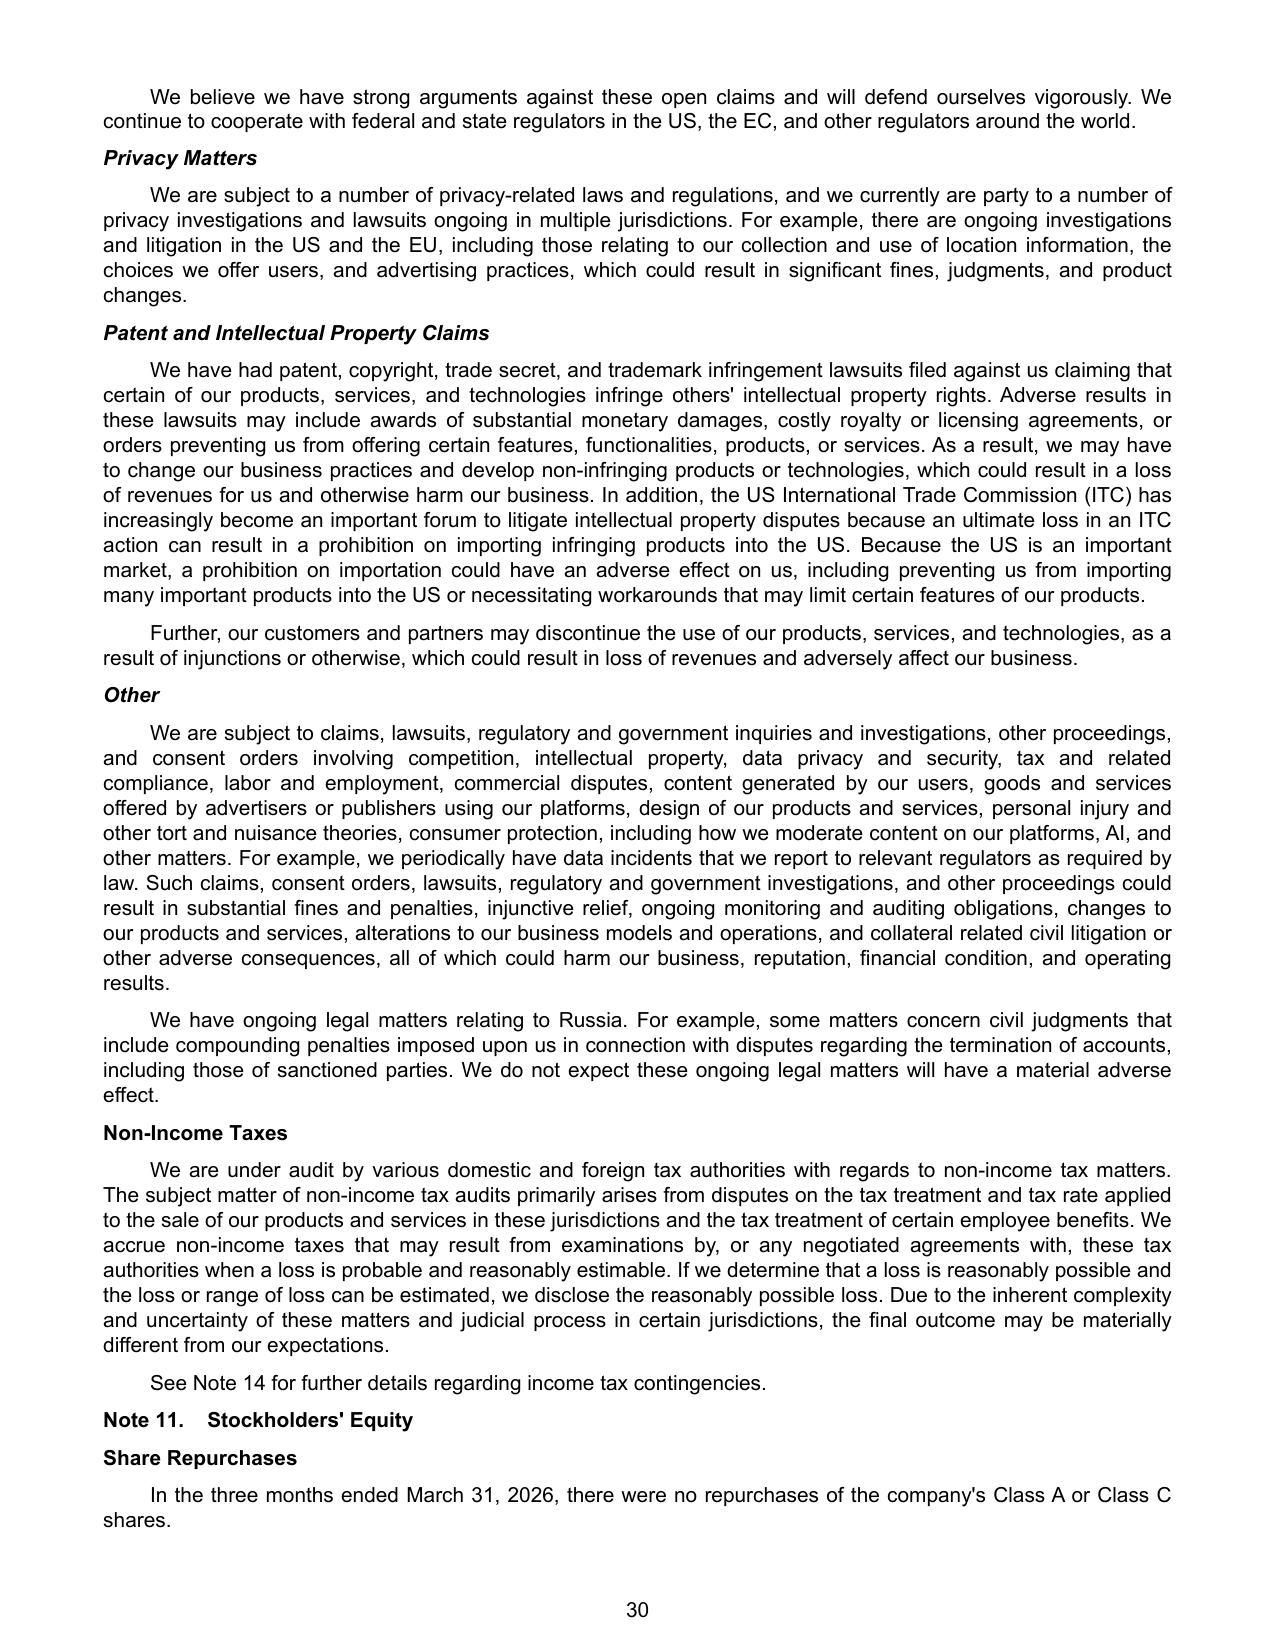 We believe we have strong arguments against these open claims and will defend ourselves vigorously. We
continue to cooperate with federal and state regulators in the US, the EC, and other regulators around the world.
Privacy Matters
We are subject to a number of privacy-related laws and regulations, and we currently are party to a number of
privacy investigations and lawsuits ongoing in multiple jurisdictions. For example, there are ongoing investigations
and litigation in the US and the EU, including those relating to our collection and use of location information, the
choices we offer users, and advertising practices, which could result in significant fines, judgments, and product
changes.
Patent and Intellectual Property Claims
We have had patent, copyright, trade secret, and trademark infringement lawsuits filed against us claiming that
certain of our products, services, and technologies infringe others' intellectual property rights. Adverse results in
these lawsuits may include awards of substantial monetary damages, costly royalty or licensing agreements, or
orders preventing us from offering certain features, functionalities, products, or services. As a result, we may have
to change our business practices and develop non-infringing products or technologies, which could result in a loss
of revenues for us and otherwise harm our business. In addition, the US International Trade Commission (ITC) has
increasingly become an important forum to litigate intellectual property disputes because an ultimate loss in an ITC
action can result in a prohibition on importing infringing products into the US. Because the US is an important
market, a prohibition on importation could have an adverse effect on us, including preventing us from importing
many important products into the US or necessitating workarounds that may limit certain features of our products.
Further, our customers and partners may discontinue the use of our products, services, and technologies, as a
result of injunctions or otherwise, which could result in loss of revenues and adversely affect our business.
Other
We are subject to claims, lawsuits, regulatory and government inquiries and investigations, other proceedings,
and consent orders involving competition, intellectual property, data privacy and security, tax and related
compliance, labor and employment, commercial disputes, content generated by our users, goods and services
offered by advertisers or publishers using our platforms, design of our products and services, personal injury and
other tort and nuisance theories, consumer protection, including how we moderate content on our platforms, AI, and
other matters. For example, we periodically have data incidents that we report to relevant regulators as required by
law. Such claims, consent orders, lawsuits, regulatory and government investigations, and other proceedings could
result in substantial fines and penalties, injunctive relief, ongoing monitoring and auditing obligations, changes to
our products and services, alterations to our business models and operations, and collateral related civil litigation or
other adverse consequences, all of which could harm our business, reputation, financial condition, and operating
results.
We have ongoing legal matters relating to Russia. For example, some matters concern civil judgments that
include compounding penalties imposed upon us in connection with disputes regarding the termination of accounts,
including those of sanctioned parties. We do not expect these ongoing legal matters will have a material adverse
effect.
Non-Income Taxes
We are under audit by various domestic and foreign tax authorities with regards to non-income tax matters.
The subject matter of non-income tax audits primarily arises from disputes on the tax treatment and tax rate applied
to the sale of our products and services in these jurisdictions and the tax treatment of certain employee benefits. We
accrue non-income taxes that may result from examinations by, or any negotiated agreements with, these tax
authorities when a loss is probable and reasonably estimable. If we determine that a loss is reasonably possible and
the loss or range of loss can be estimated, we disclose the reasonably possible loss. Due to the inherent complexity
and uncertainty of these matters and judicial process in certain jurisdictions, the final outcome may be materially
different from our expectations.
See Note 14 for further details regarding income tax contingencies.
Note 11. Stockholders' Equity
Share Repurchases
In the three months ended March 31, 2026, there were no repurchases of the company's Class A or Class C
shares.
30